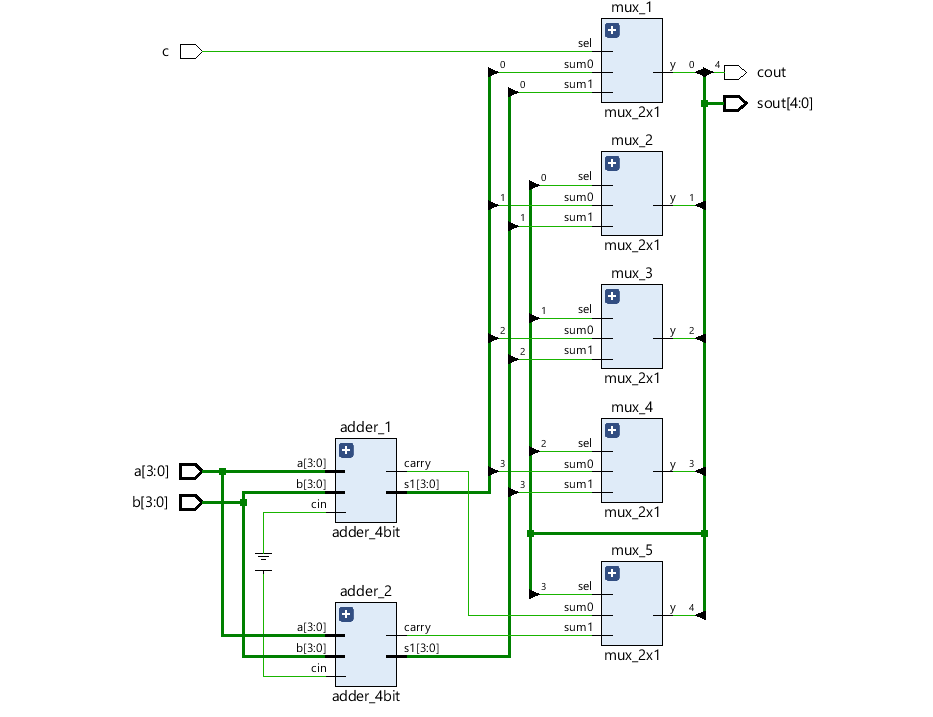 mux_1
c
sel
0
sum0
y
0
4
cout
0
sum1
sout[4:0]
mux_2x1
mux_2
0
sel
1
sum0
y
1
1
sum1
mux_2x1
mux_3
1
sel
2
sum0
y
2
2
sum1
mux_2x1
mux_4
adder_1
2
sel
a[3:0]
a[3:0]
carry
3
sum0
y
3
b[3:0]
b[3:0]
s1[3:0]
3
sum1
cin
mux_2x1
adder_4bit
mux_5
adder_2
3
sel
sum0
y
4
a[3:0]
carry
sum1
b[3:0]
s1[3:0]
mux_2x1
cin
adder_4bit